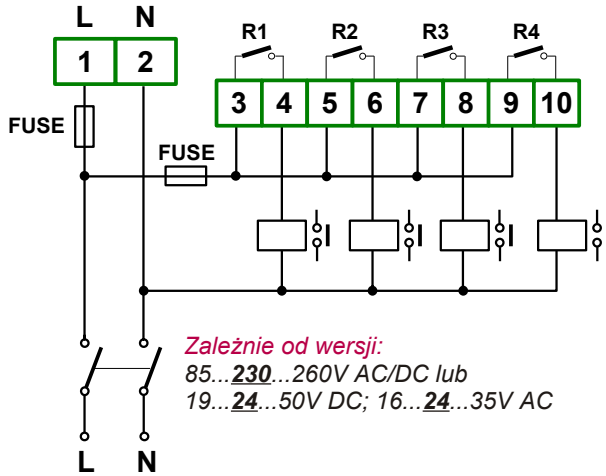 L N
R1 R2 R3 R4
1 2
3 4 5 6 7 8 9 10
FUSE
FUSE
Zależnie od wersji:
85...230...260V AC/DC lub
19...24...50V DC; 16...24...35V AC
L N